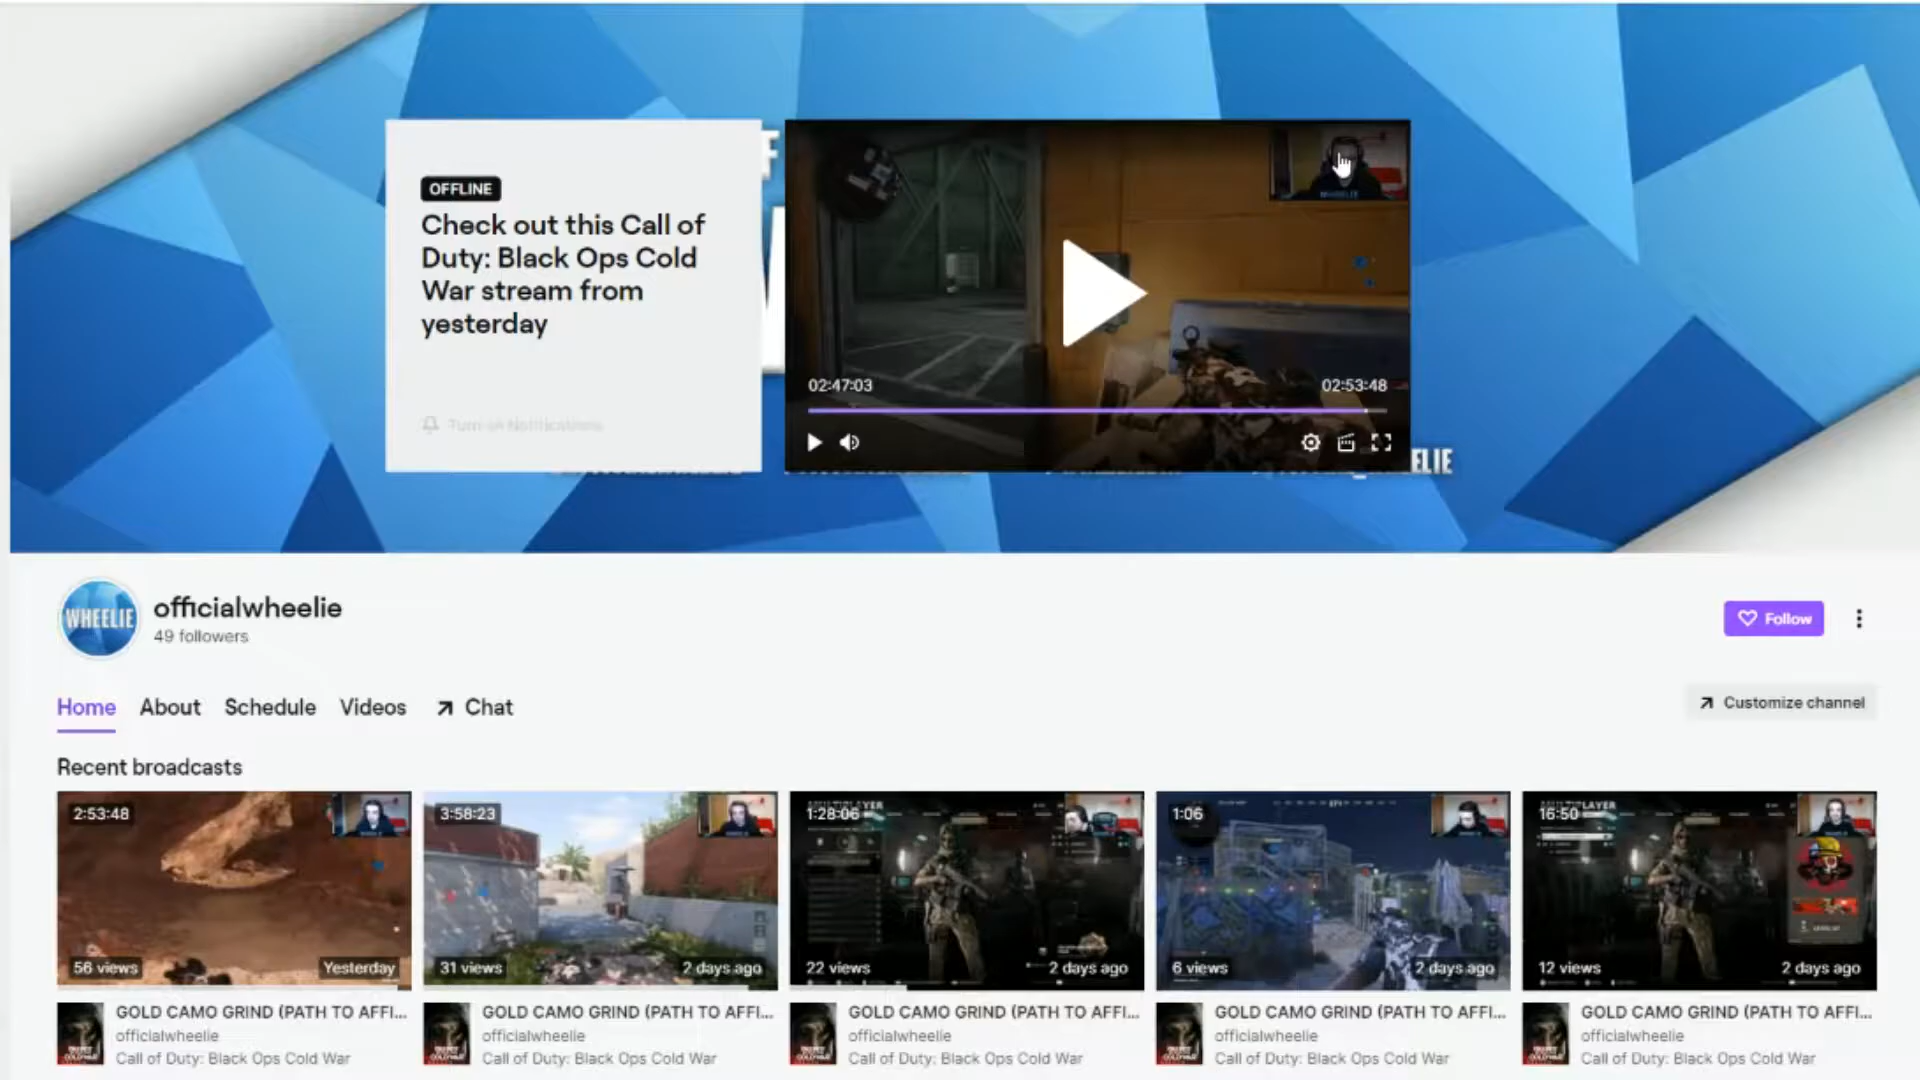 OFFLINE
Check out this Call of
Duty: Black Ops Cold
War stream from
yesterday
Turn on Notifications
02:47:03
02:53:48
ELIE
WHEELIE
officialwheelie
49 followers
Follow
Home
About
Schedule
Videos
Chat
Customize channel
Recent broadcasts
2:53:48
56 views
Yesterday
GOLD CAMO GRIND (PATH TO AFFI...
officialwheelie
Call of Duty: Black Ops Cold War
3:58:23
31 views
2 days ago
GOLD CAMO GRIND (PATH TO AFFI...
officialwheelie
Call of Duty: Black Ops Cold War
1:28:06
22 views
2 days ago
GOLD CAMO GRIND (PATH TO AFFI...
officialwheelie
Call of Duty: Black Ops Cold War
1:06
6 views
2 days ago
GOLD CAMO GRIND (PATH TO AFFI...
officialwheelie
Call of Duty: Black Ops Cold War
16:50
12 views
2 days ago
GOLD CAMO GRIND (PATH TO AFFI...
officialwheelie
Call of Duty: Black Ops Cold War